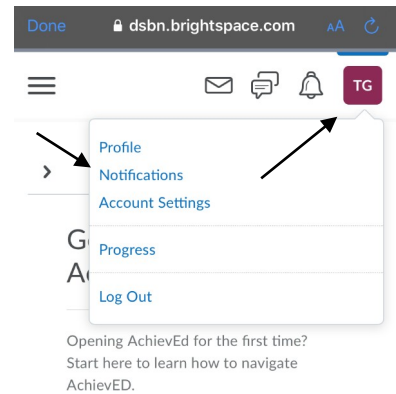 Done dsbn.brightspace.com AA
TG
Profile
Notifications
Account Settings
G
Progress
A
Log Out
Opening AchievEd for the first time?
Start here to learn how to navigate
AchievED.